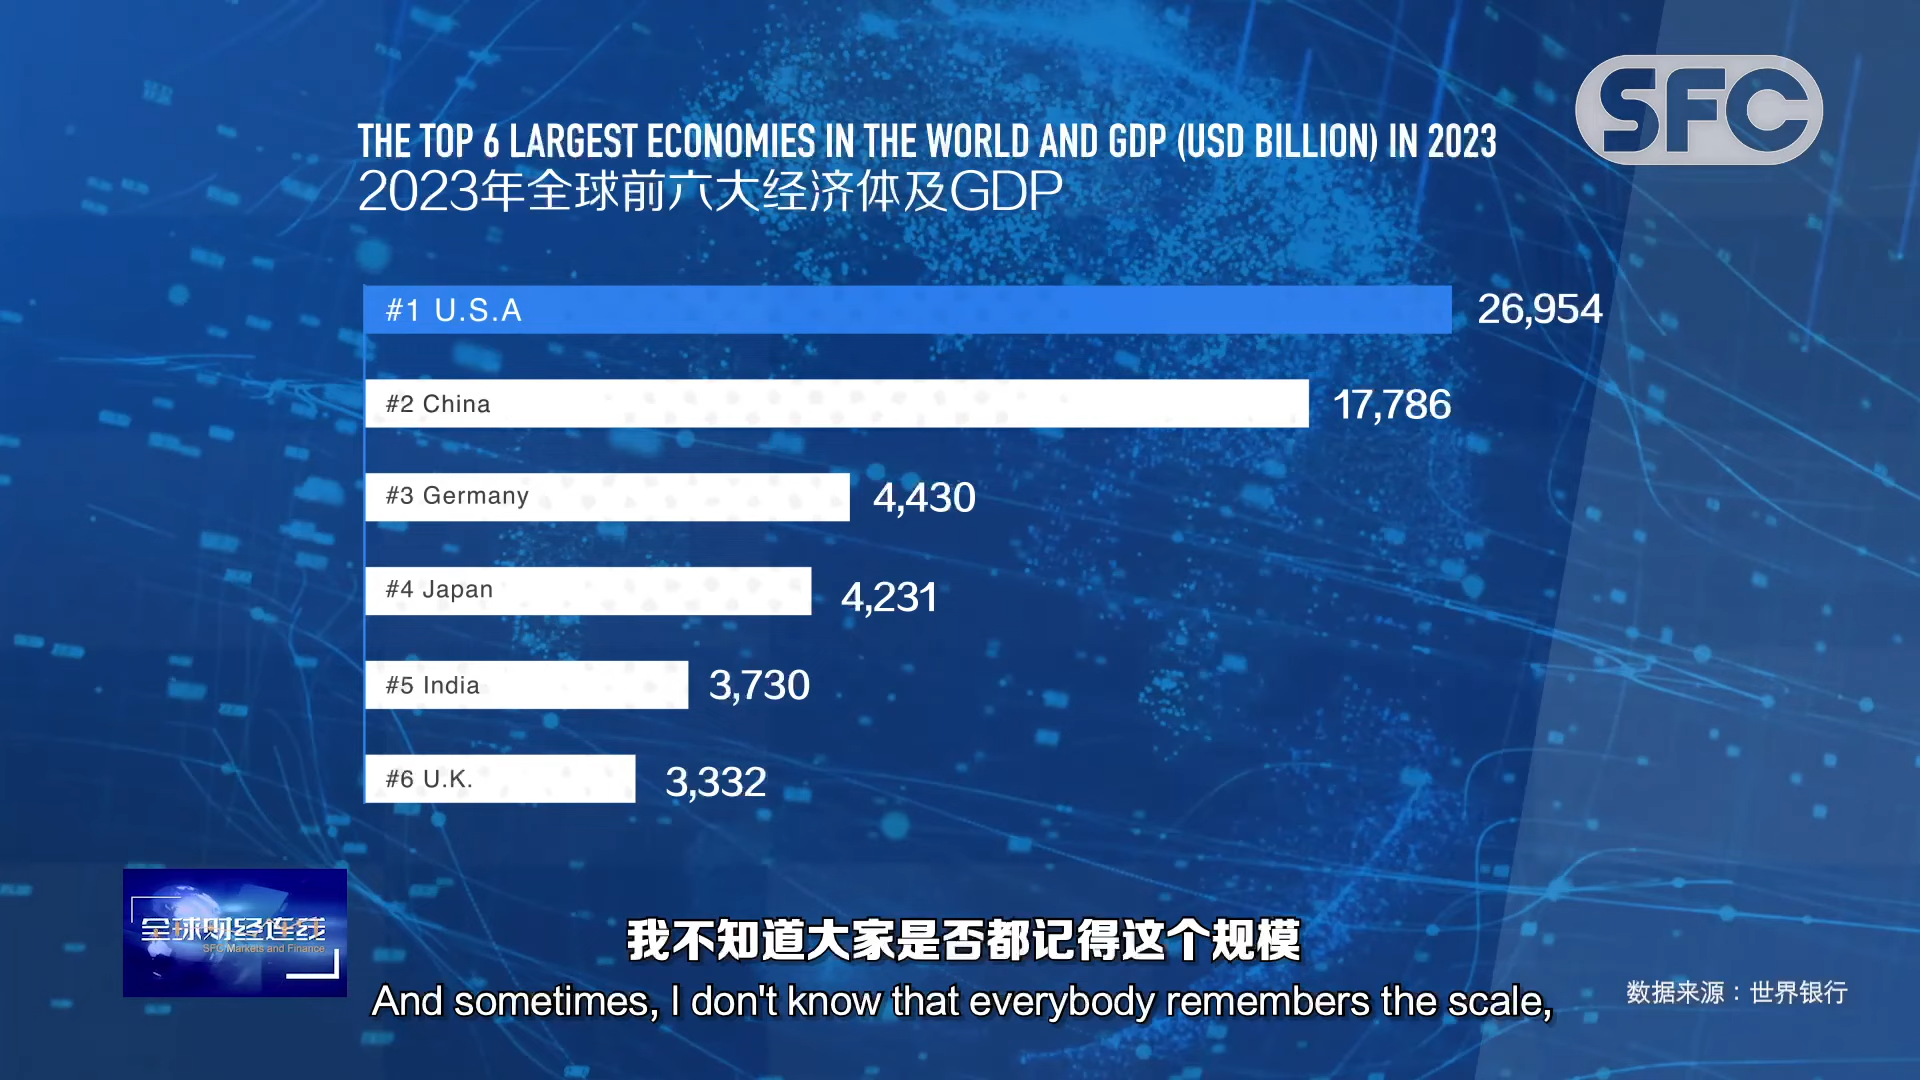 SFC
THE TOP 6 LARGEST ECONOMIES IN THE WORLD AND GDP (USD BILLION) IN 2023
2023年全球前六大经济体及GDP
#1 U.S.A 26,954
#2 China 17,786
#3 Germany 4,430
#4 Japan 4,231
#5 India 3,730
#6 U.K. 3,332
全球财经连线
SFC Markets and Finance
我不知道大家是否都记得这个规模
And sometimes, I don't know that everybody remembers the scale,
数据来源：世界银行